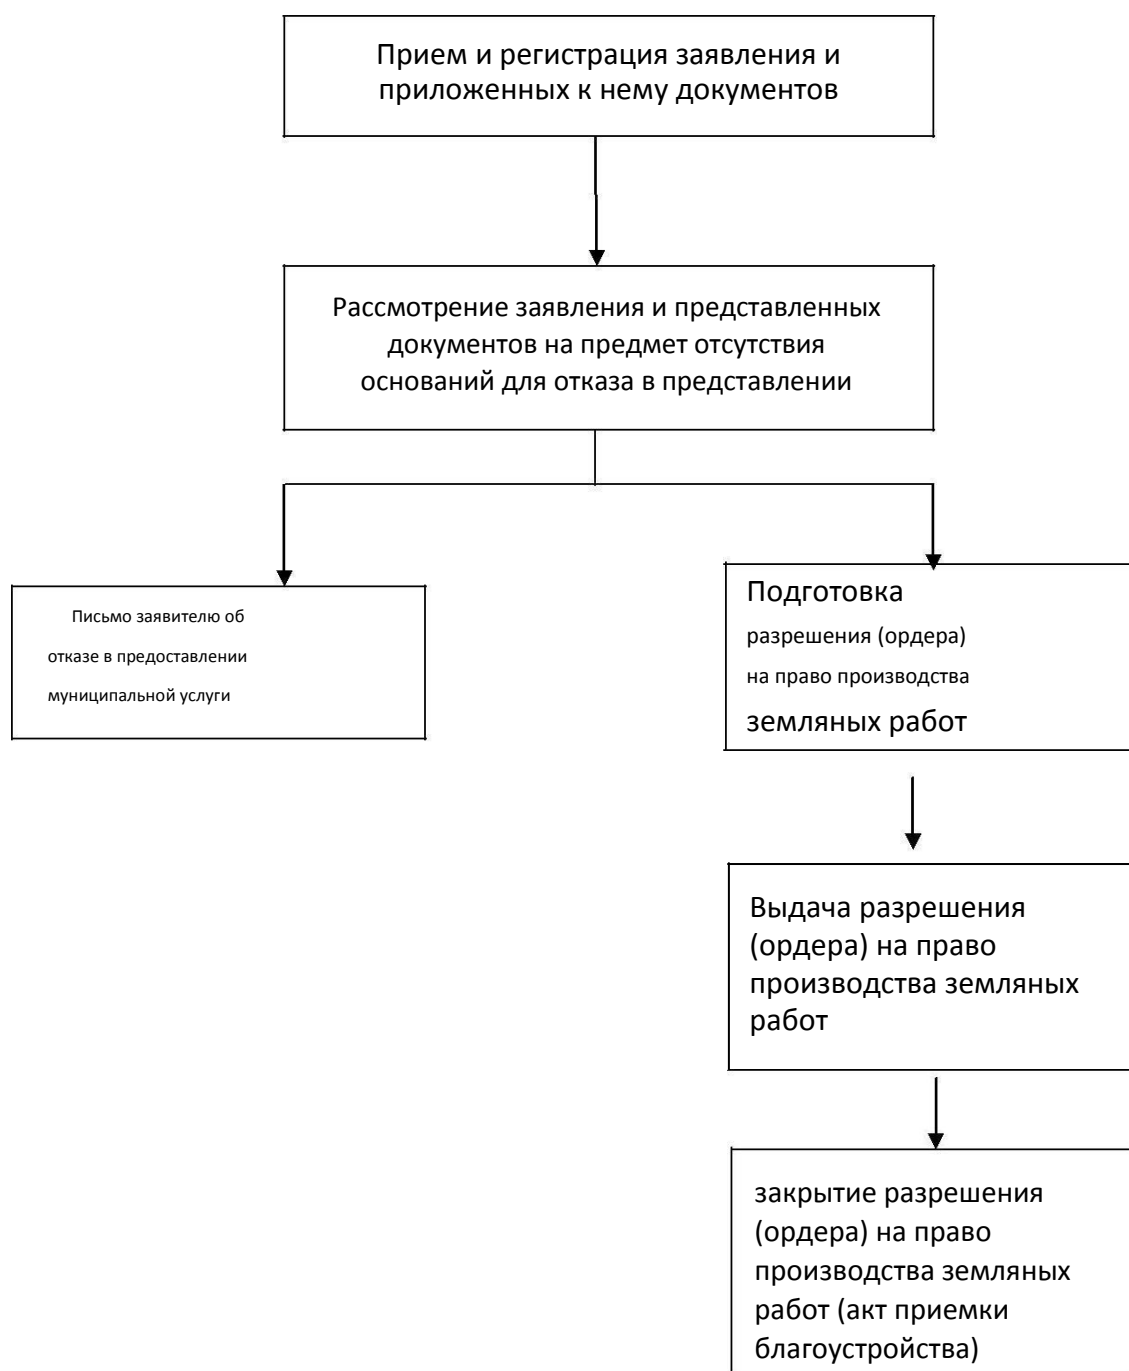 Прием и регистрация заявления и
приложенных к нему документов
Рассмотрение заявления и представленных
документов на предмет отсутствия
оснований для отказа в представлении
Письмо заявителю об
отказе в предоставлении
муниципальной услуги
Подготовка
разрешения (ордера)
на право производства
земляных работ
Выдача разрешения
(ордера) на право
производства земляных
работ
закрытие разрешения
(ордера) на право
производства земляных
работ (акт приемки
благоустройства)